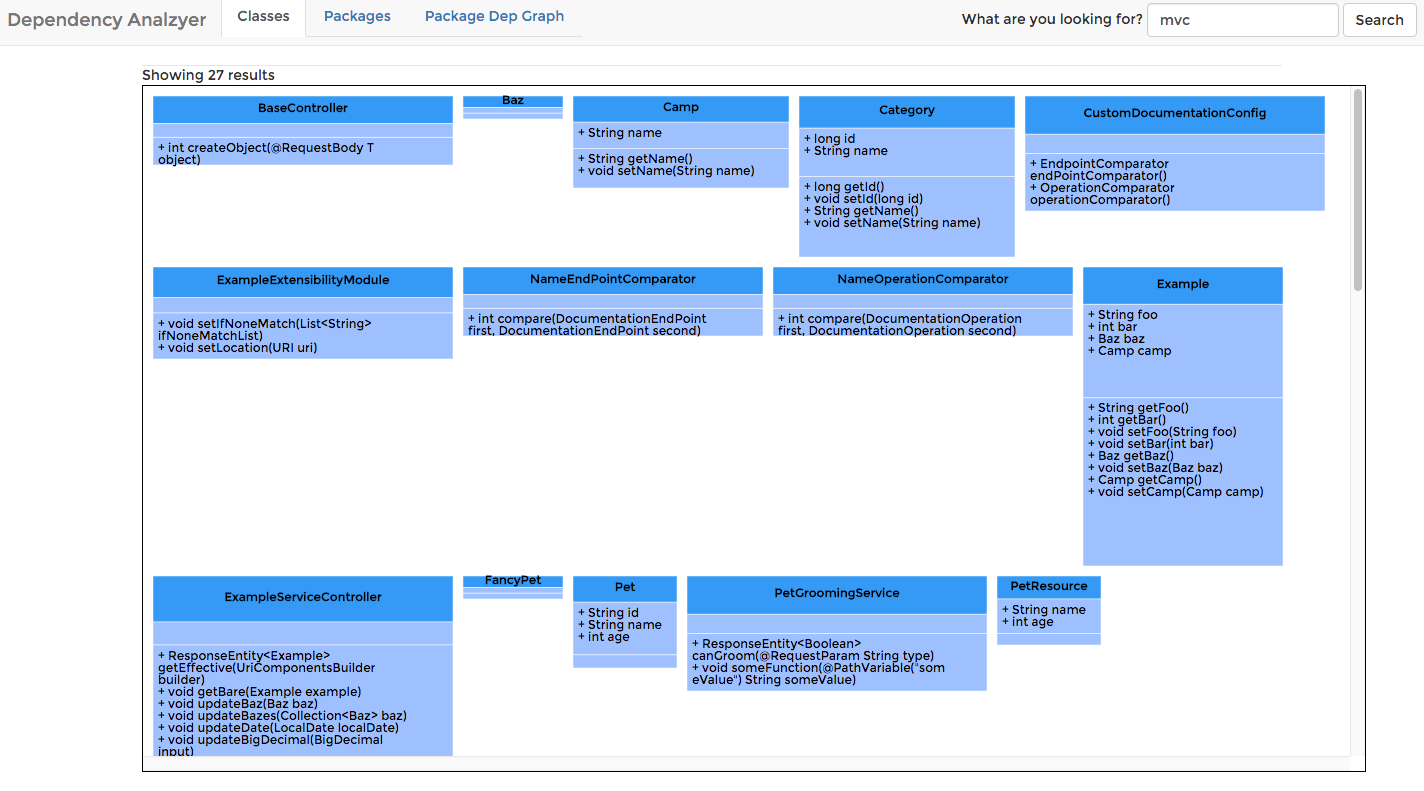 Dependency Analzyer
Classes
Packages
Package Dep Graph
What are you looking for?
mvc
Search
Showing 27 results
BaseController
+ int createObject(@RequestBody T
object)
Baz
Camp
+ String name
+ String getName()
+ void setName(String name)
Category
+ long id
+ String name
+ long getId()
+ void setId(long id)
+ String getName()
+ void setName(String name)
CustomDocumentationConfig
+ EndpointComparator
endPointComparator()
+ OperationComparator
operationComparator()
ExampleExtensibilityModule
+ void setIfNoneMatch(List<String>
ifNoneMatchList)
+ void setLocation(URI uri)
NameEndPointComparator
+ int compare(DocumentationEndPoint
first, DocumentationEndPoint second)
NameOperationComparator
+ int compare(DocumentationOperation
first, DocumentationOperation second)
Example
+ String foo
+ int bar
+ Baz baz
+ Camp camp
+ String getFoo()
+ int getBar()
+ void setFoo(String foo)
+ void setBar(int bar)
+ Baz getBaz()
+ void setBaz(Baz baz)
+ Camp getCamp()
+ void setCamp(Camp camp)
ExampleServiceController
+ ResponseEntity<Example>
getEffective(UriComponentsBuilder
builder)
+ void getBare(Example example)
+ void updateBaz(Baz baz)
+ void updateBazes(Collection<Baz> baz)
+ void updateDate(LocalDate localDate)
+ void updateBigDecimal(BigDecimal
input)
FancyPet
Pet
+ String id
+ String name
+ int age
PetGroomingService
+ ResponseEntity<Boolean>
canGroom(@RequestParam String type)
+ void someFunction(@PathVariable("som
eValue") String someValue)
PetResource
+ String name
+ int age